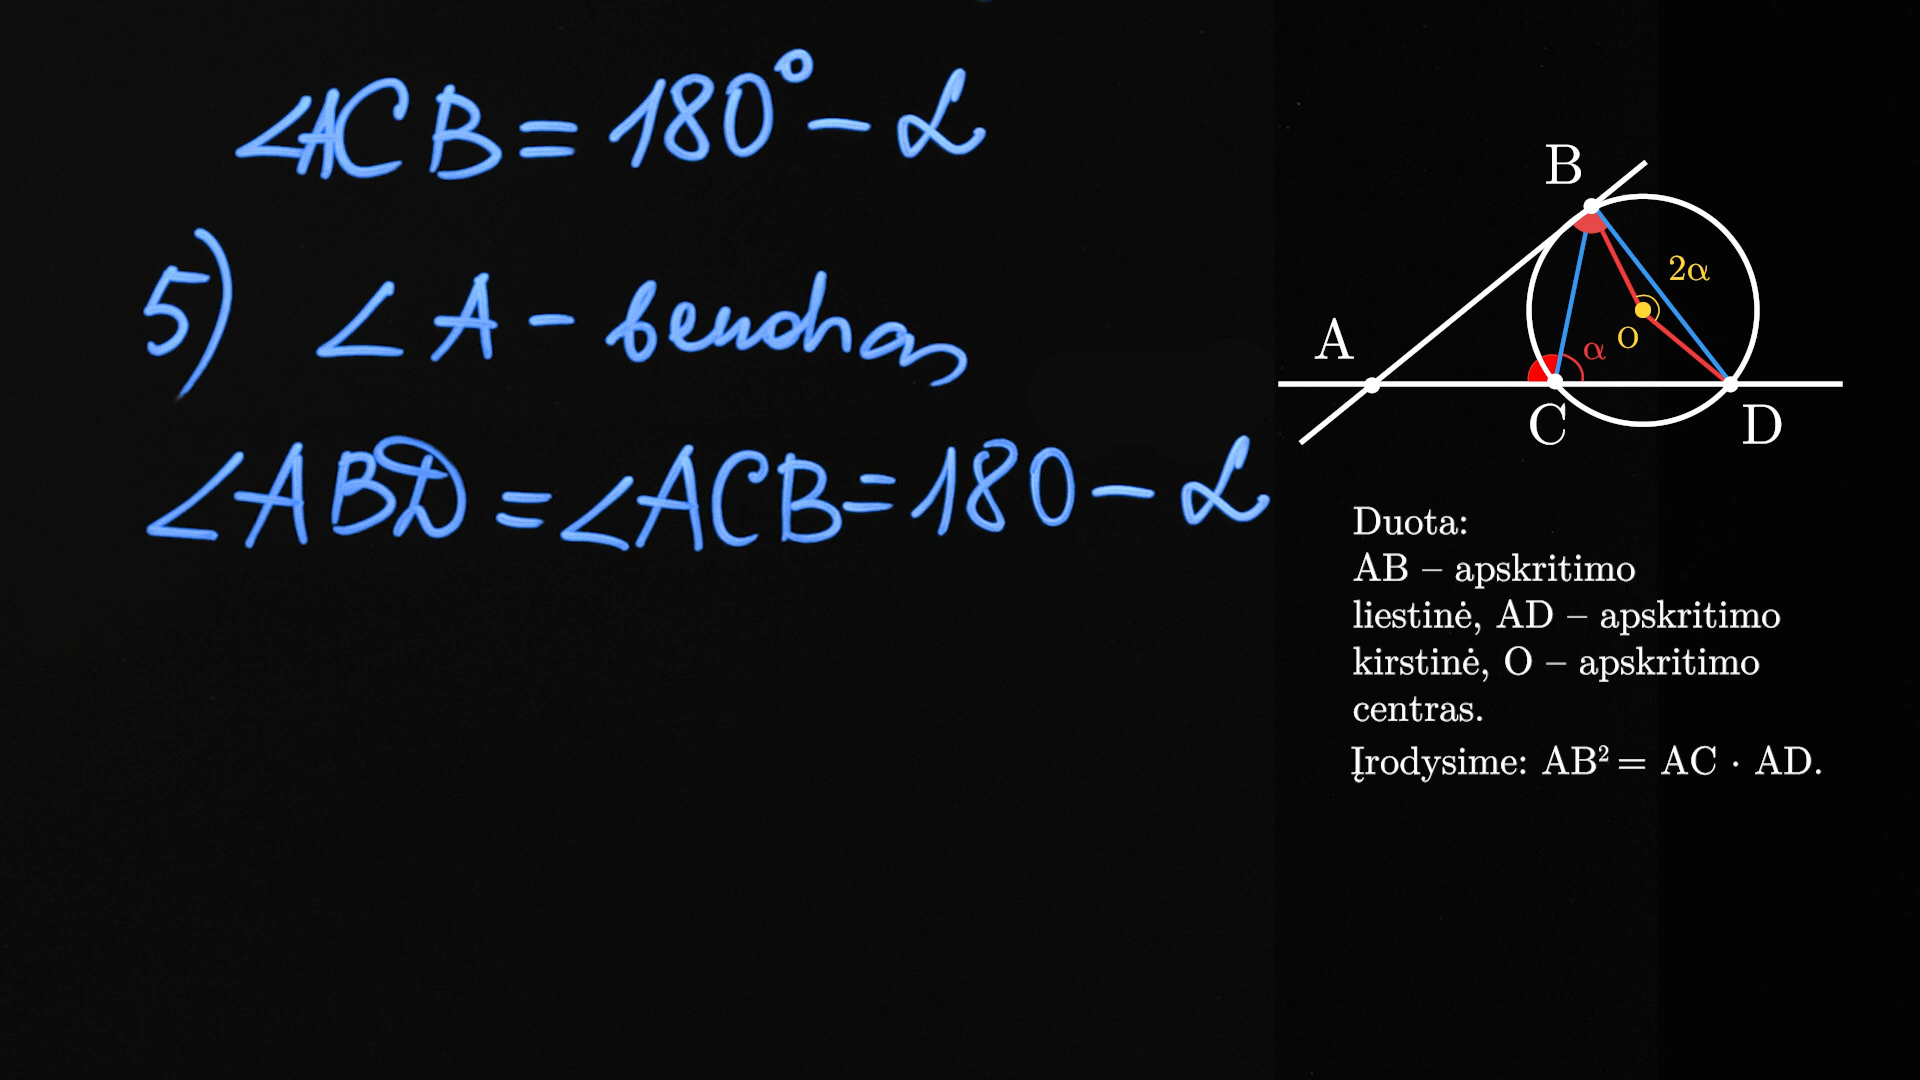 ∠ACB = 180° - α
5) ∠A - bendras
∠ABD = ∠ACB = 180 - α
B
2α
A
O
α
C
D
Duota:
AB – apskritimo
liestinė, AD – apskritimo
kirstinė, O – apskritimo
centras.
Įrodysime: AB² = AC · AD.